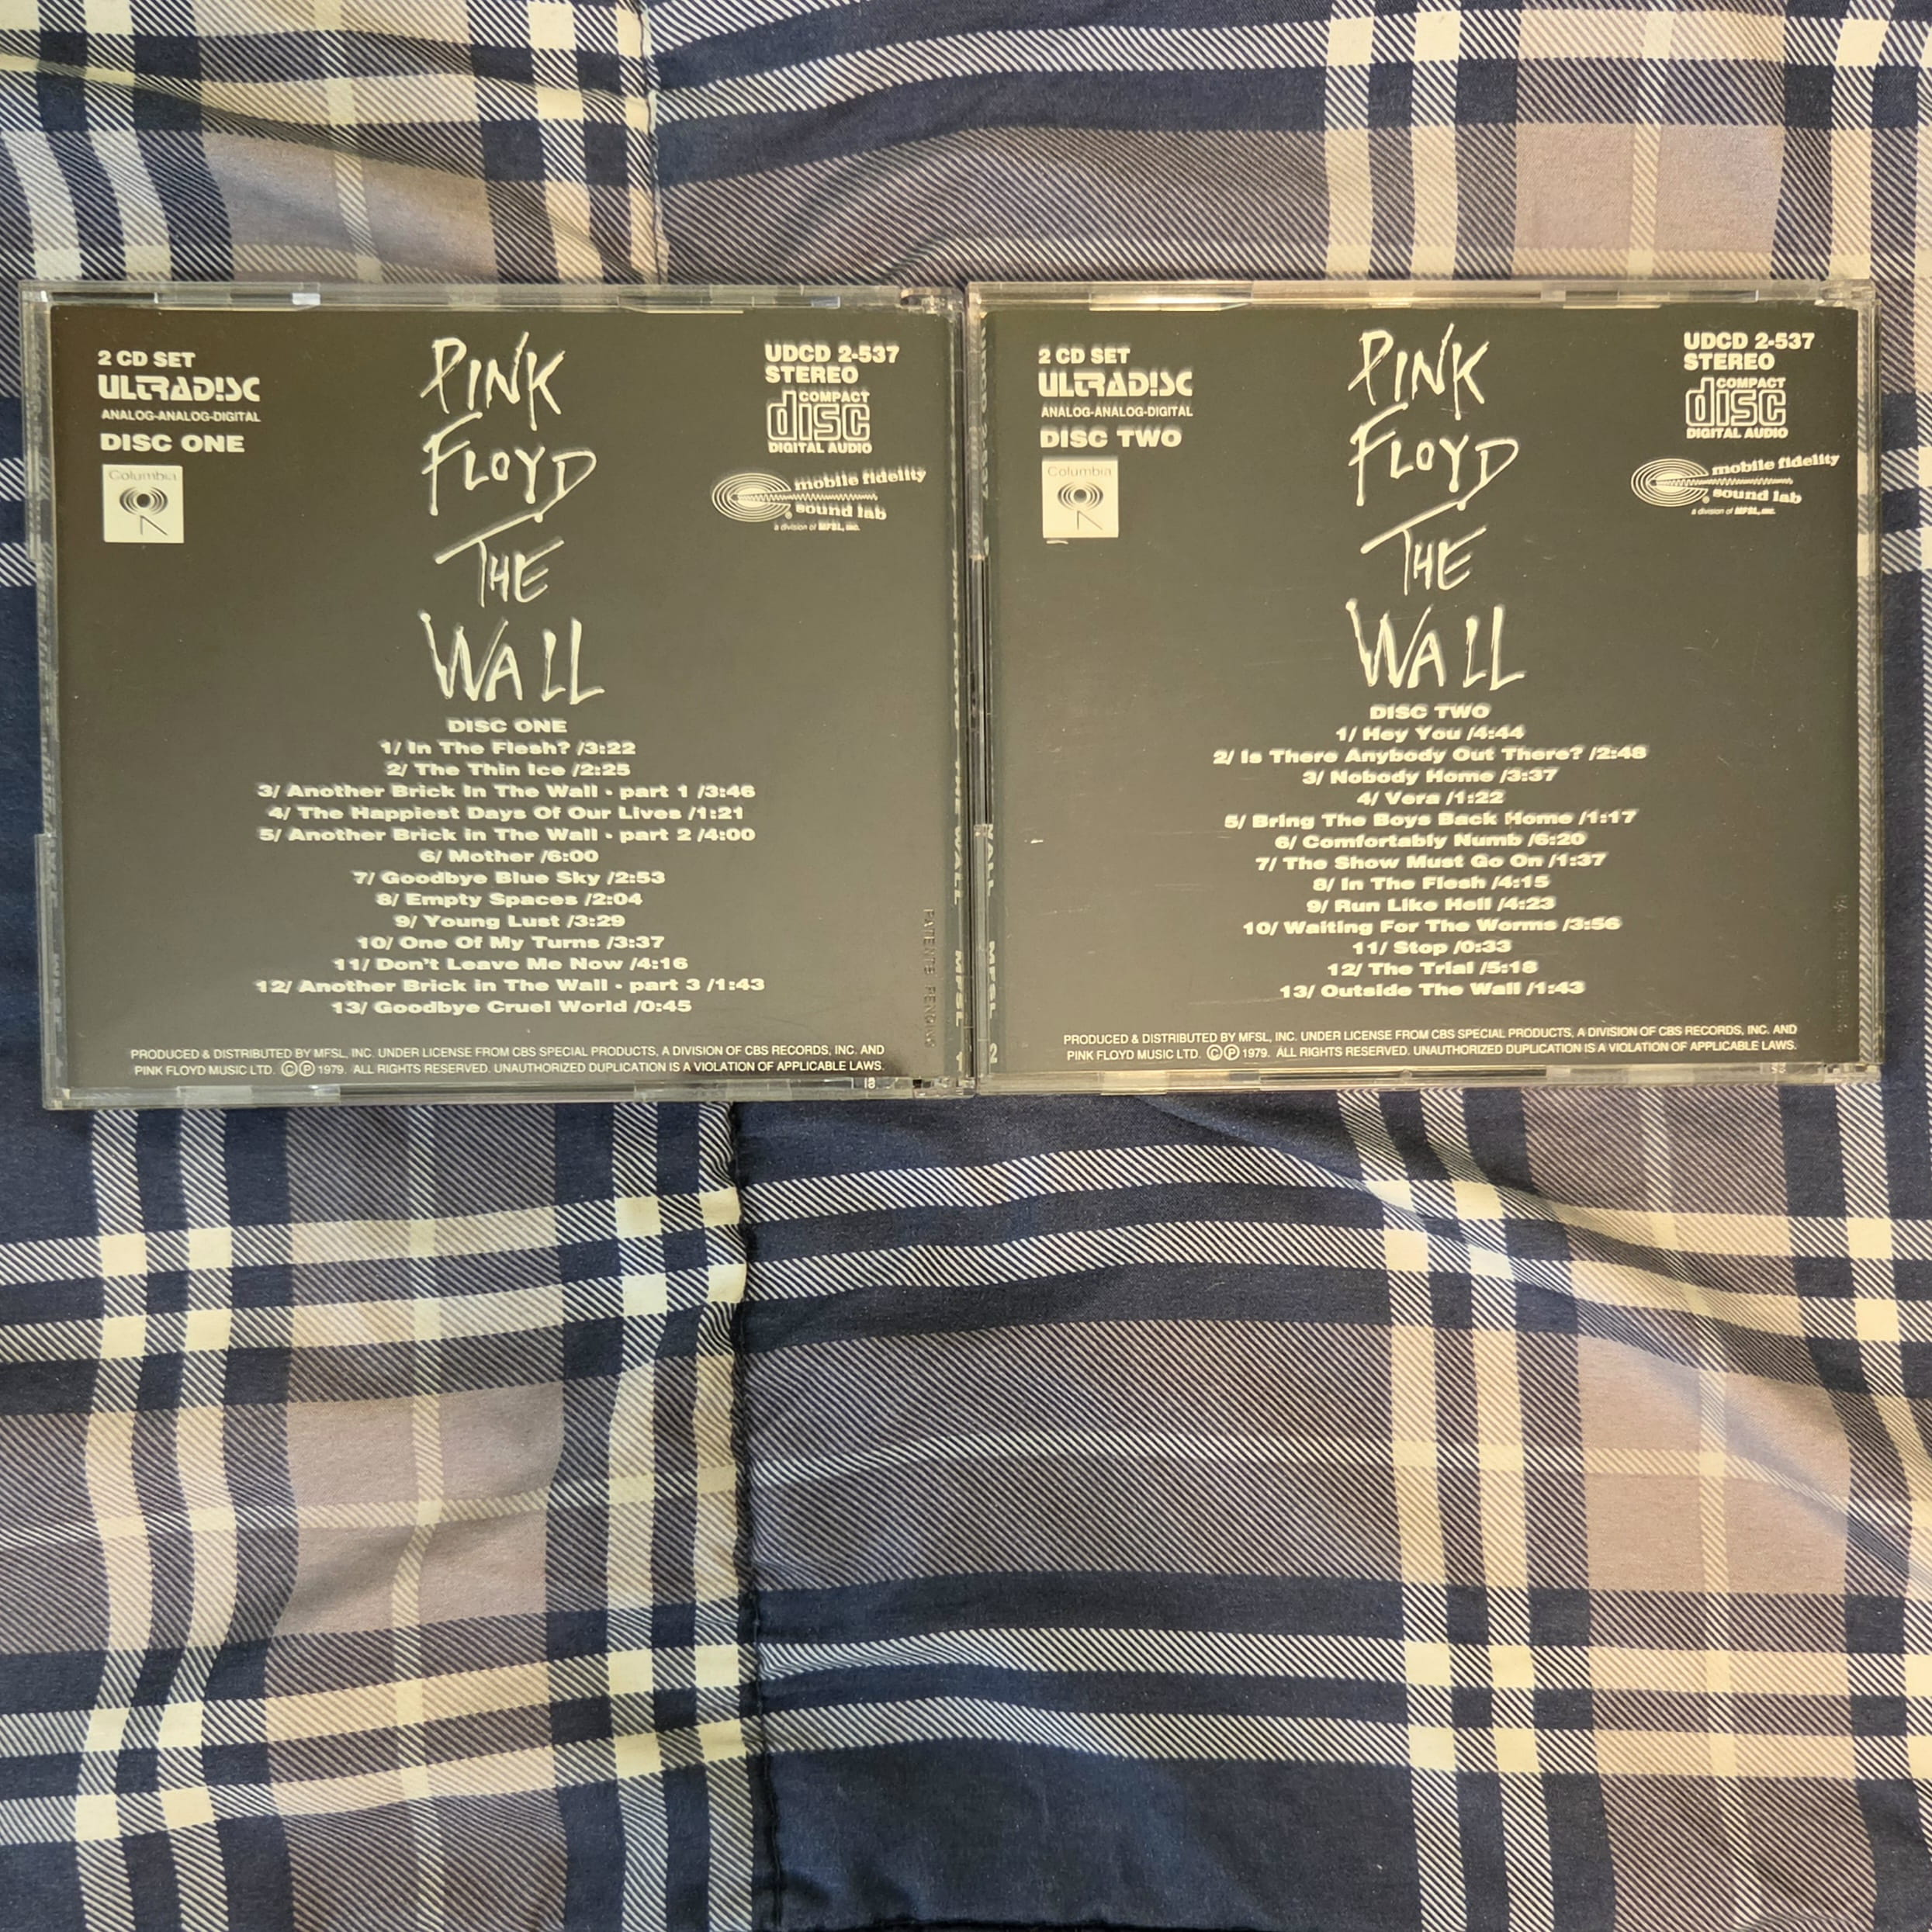 2 CD SET
ULTRADISC
ANALOG-ANALOG-DIGITAL
DISC ONE
Columbia
PINK
FLOYD
THE
WALL
UDCD 2-537
STEREO
COMPACT
disc
DIGITAL AUDIO
mobile fidelity
sound lab
a division of MFSL, inc.
DISC ONE
1/ In The Flesh? /3:22
2/ The Thin Ice /2:25
3/ Another Brick In The Wall - part 1 /3:46
4/ The Happiest Days Of Our Lives /1:21
5/ Another Brick in The Wall - part 2 /4:00
6/ Mother /6:00
7/ Goodbye Blue Sky /2:53
8/ Empty Spaces /2:04
9/ Young Lust /3:29
10/ One Of My Turns /3:37
11/ Don't Leave Me Now /4:16
12/ Another Brick in The Wall - part 3 /1:43
13/ Goodbye Cruel World /0:45
PRODUCED & DISTRIBUTED BY MFSL, INC. UNDER LICENSE FROM CBS SPECIAL PRODUCTS, A DIVISION OF CBS RECORDS, INC. AND
PINK FLOYD MUSIC LTD. ©℗ 1979. ALL RIGHTS RESERVED. UNAUTHORIZED DUPLICATION IS A VIOLATION OF APPLICABLE LAWS.
PATENTS PENDING
THE WALL
MFSL 1
2 CD SET
ULTRADISC
ANALOG-ANALOG-DIGITAL
DISC TWO
Columbia
PINK
FLOYD
THE
WALL
UDCD 2-537
STEREO
COMPACT
disc
DIGITAL AUDIO
mobile fidelity
sound lab
a division of MFSL, inc.
DISC TWO
1/ Hey You /4:44
2/ Is There Anybody Out There? /2:48
3/ Nobody Home /3:37
4/ Vera /1:22
5/ Bring The Boys Back Home /1:17
6/ Comfortably Numb /6:20
7/ The Show Must Go On /1:37
8/ In The Flesh /4:15
9/ Run Like Hell /4:23
10/ Waiting For The Worms /3:56
11/ Stop /0:33
12/ The Trial /5:18
13/ Outside The Wall /1:43
PRODUCED & DISTRIBUTED BY MFSL, INC. UNDER LICENSE FROM CBS SPECIAL PRODUCTS, A DIVISION OF CBS RECORDS, INC. AND
PINK FLOYD MUSIC LTD. ©℗ 1979. ALL RIGHTS RESERVED. UNAUTHORIZED DUPLICATION IS A VIOLATION OF APPLICABLE LAWS.
WALL
MFSL 2